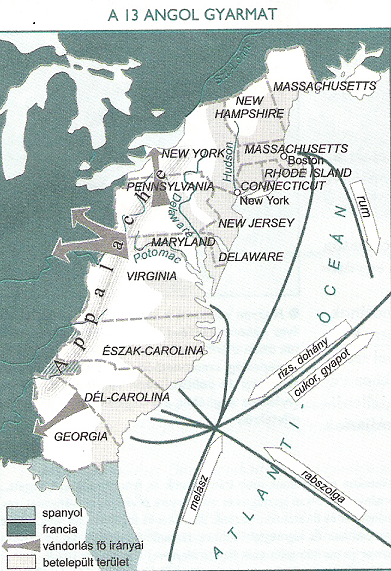 A 13 ANGOL GYARMAT
MASSACHUSETTS
NEW
HAMPSHIRE
NEW YORK
Hudson
MASSACHUSETTS
Boston
RHODE ISLAND
CONNECTICUT
New York
PENNSYLVANIA
Delaware
NEW JERSEY
MARYLAND
DELAWARE
Potomac
VIRGINIA
Appalache
rum
ATLANTI-
ÓCEÁN
ÉSZAK-CAROLINA
rizs, dohány
cukor, gyapot
DÉL-CAROLINA
GEORGIA
melasz
rabszolga
spanyol
francia
vándorlás fő irányai
betelepült terület